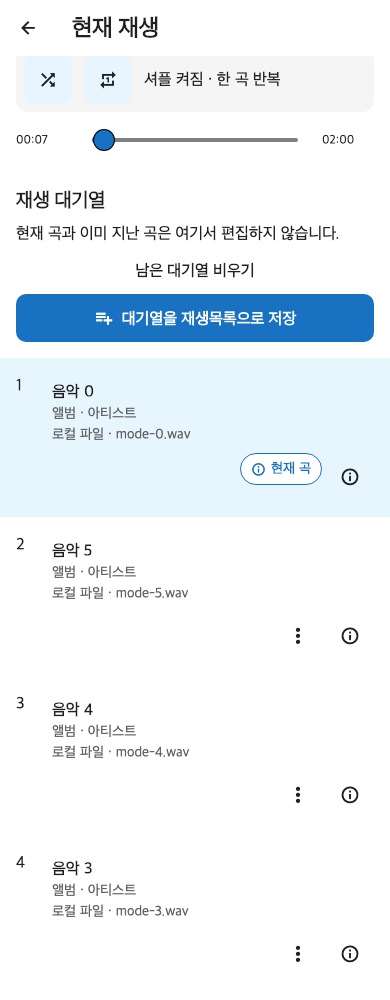 현재 재생
셔플 켜짐 · 한 곡 반복
00:07
02:00
재생 대기열
현재 곡과 이미 지난 곡은 여기서 편집하지 않습니다.
남은 대기열 비우기
대기열을 재생목록으로 저장
1
음악 0
앨범 · 아티스트
로컬 파일 · mode-0.wav
현재 곡
2
음악 5
앨범 · 아티스트
로컬 파일 · mode-5.wav
3
음악 4
앨범 · 아티스트
로컬 파일 · mode-4.wav
4
음악 3
앨범 · 아티스트
로컬 파일 · mode-3.wav